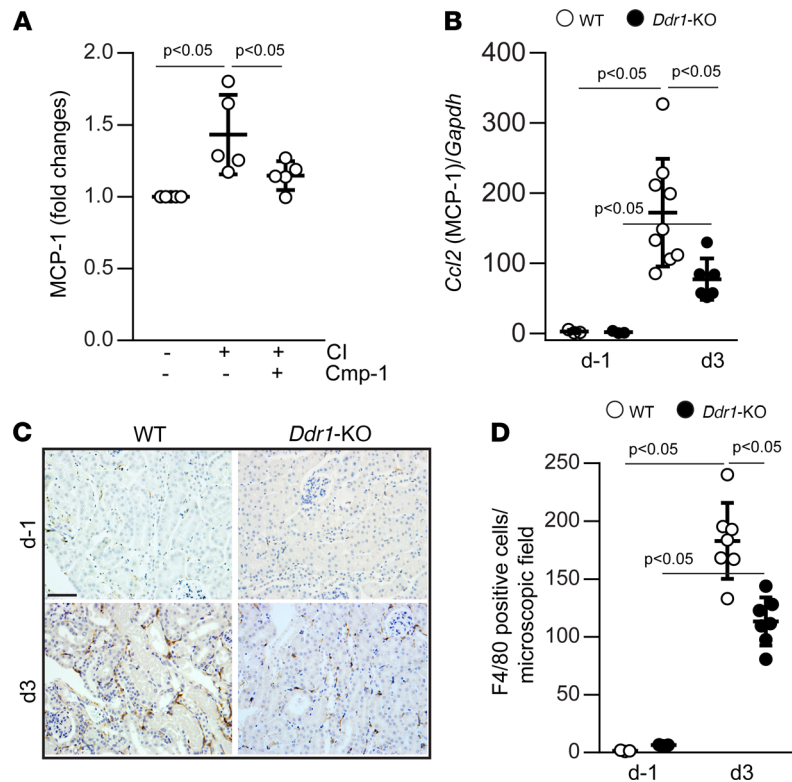 A
MCP-1 (fold changes)
2.0
1.5
1.0
0.5
0.0
p<0.05 p<0.05
- + + CI
- - + Cmp-1
B
WT Ddr1-KO
Ccl2 (MCP-1)/Gapdh
400
300
200
100
0
p<0.05 p<0.05
p<0.05
d-1 d3
C
WT Ddr1-KO
d-1
d3
D
WT Ddr1-KO
F4/80 positive cells/
microscopic field
250
200
150
100
50
0
p<0.05 p<0.05
p<0.05
d-1 d3